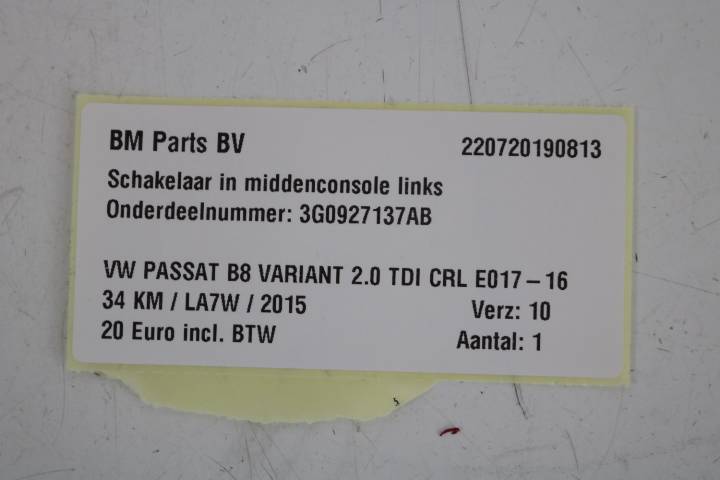 BM Parts BV 220720190813
Schakelaar in middenconsole links
Onderdeelnummer: 3G0927137AB
VW PASSAT B8 VARIANT 2.0 TDI CRL E017-16
34 KM / LA7W / 2015 Verz: 10
20 Euro incl. BTW Aantal: 1